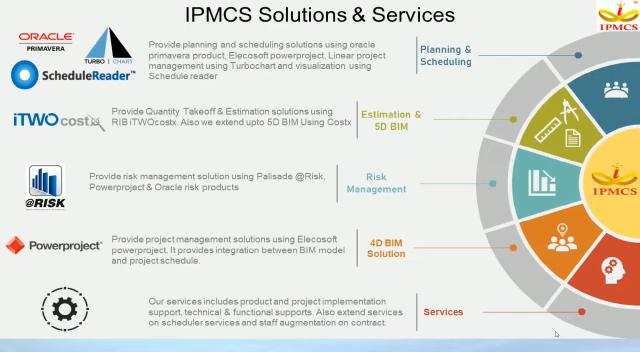 IPMCS Solutions & Services
IPMCS
ORACLE
PRIMAVERA
TURBO CHART
ScheduleReader™
Provide planning and scheduling solutions using oracle
primavera product, Elecosoft powerproject, Linear project
management using Turbochart and visualization using
Schedule reader
Planning &
Scheduling
iTWO costx
Provide Quantity Takeoff & Estimation solutions using
RIB iTWOcostx. Also we extend upto 5D BIM Using Costx
Estimation &
5D BIM
@RISK
Provide risk management solution using Palisade @Risk,
Powerproject & Oracle risk products
Risk
Management
IPMCS
Powerproject®
Provide project management solutions using Elecosoft
powerproject. It provides integration between BIM model
and project schedule.
4D BIM
Solution
Our services includes product and project implementation
support, technical & functional supports. Also extend services
on scheduler services and staff augmentation on contract.
Services